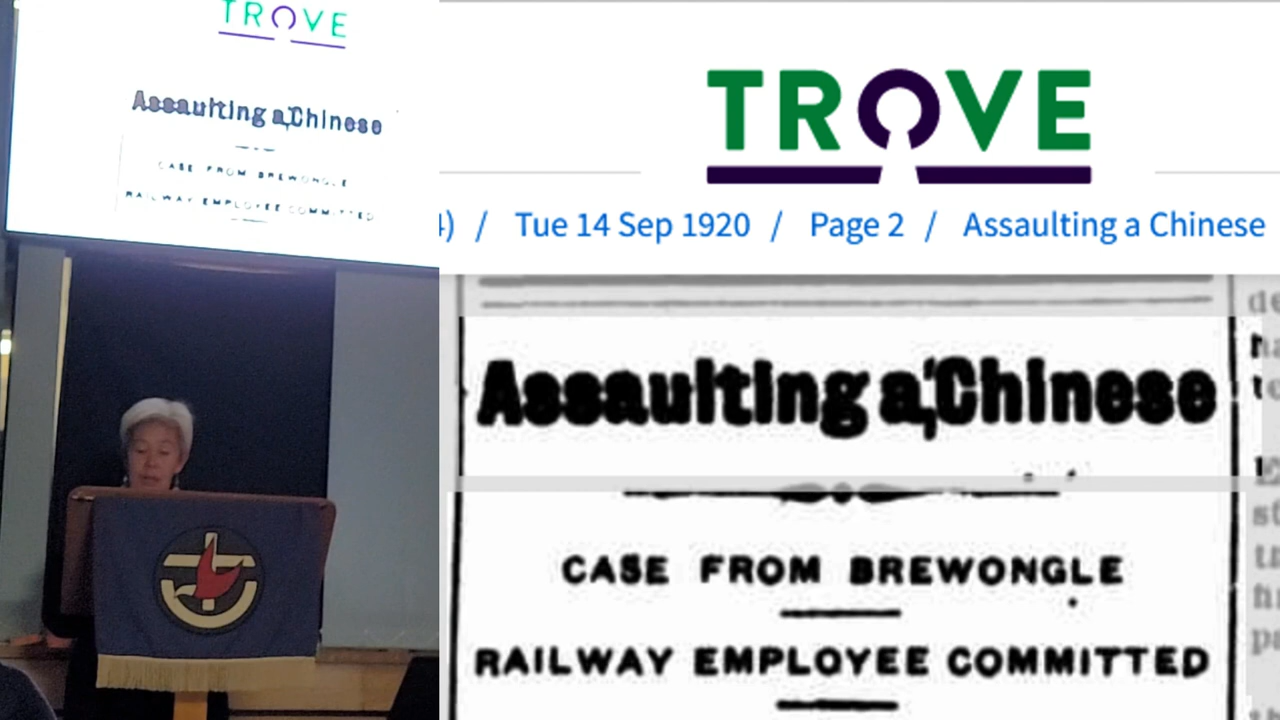 TROVE
Assaulting a Chinese
CASE FROM BREWONGLE
RAILWAY EMPLOYEE COMMITTED
TROVE
4) / Tue 14 Sep 1920 / Page 2 / Assaulting a Chinese
Assaulting a Chinese
CASE FROM BREWONGLE
RAILWAY EMPLOYEE COMMITTED